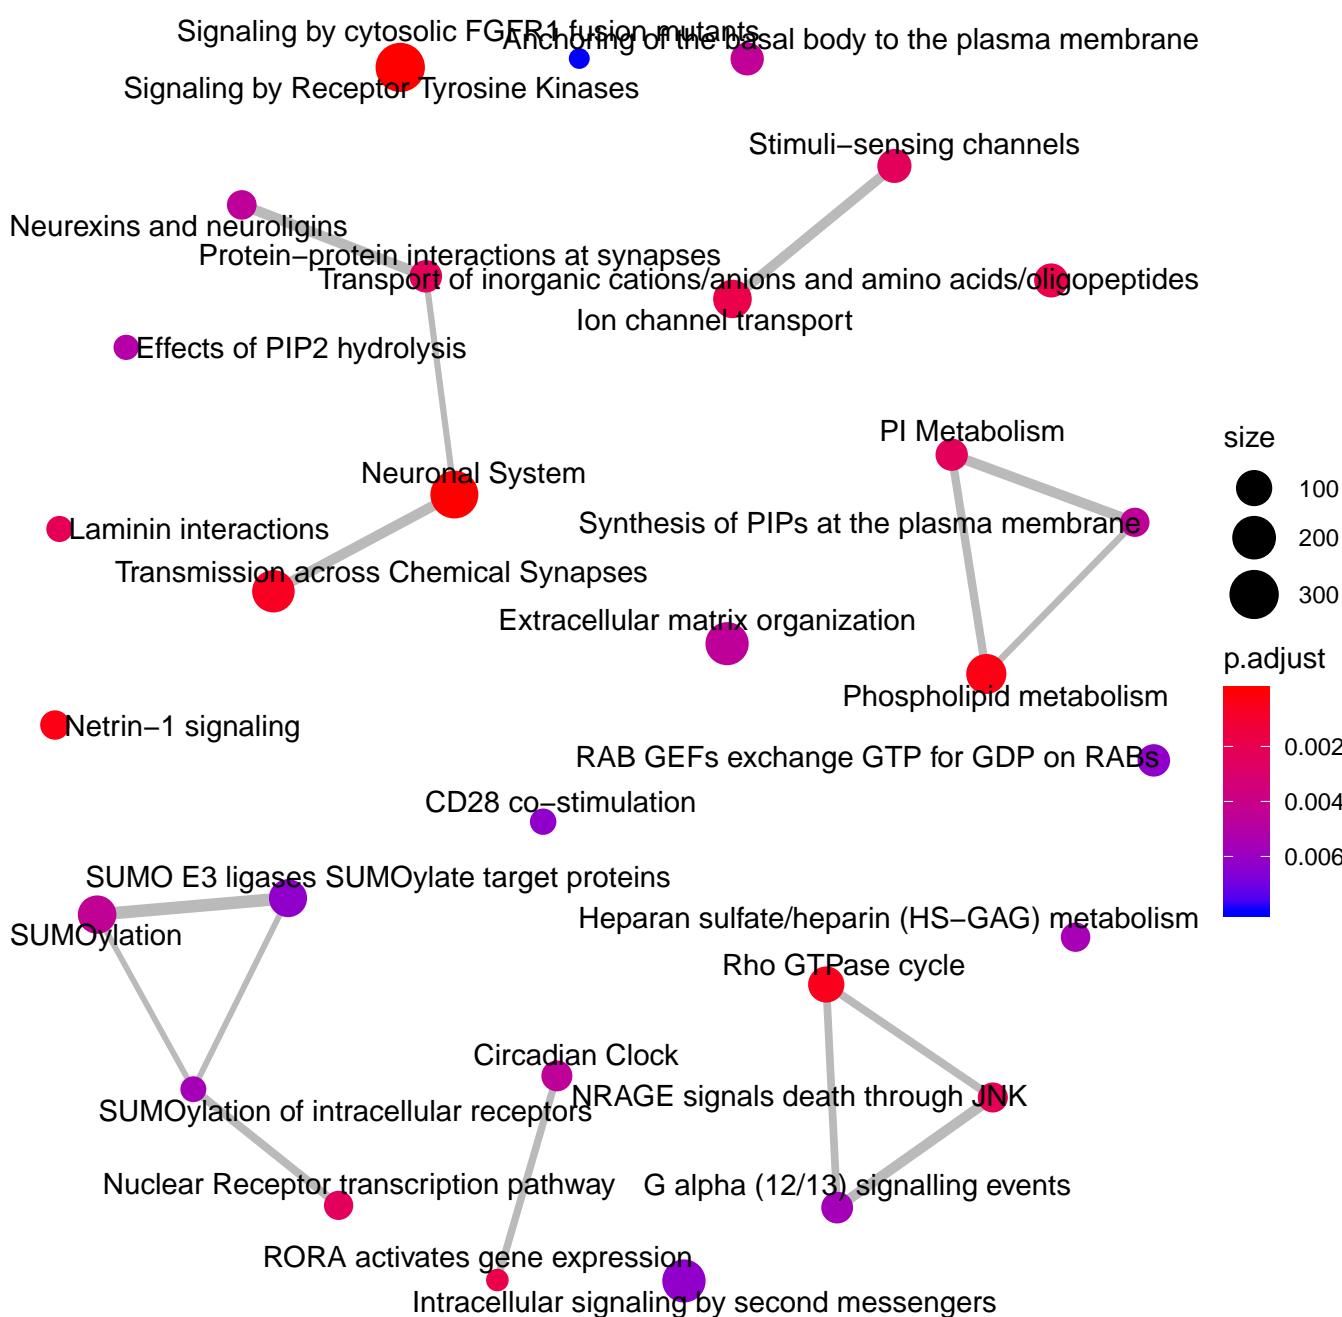 Signaling by cytosolic FGFR1 fusion mutants
Anchoring of the basal body to the plasma membrane
Signaling by Receptor Tyrosine Kinases
Stimuli−sensing channels
Neurexins and neuroligins
Protein−protein interactions at synapses
Transport of inorganic cations/anions and amino acids/oligopeptides
Ion channel transport
Effects of PIP2 hydrolysis
PI Metabolism
size
Neuronal System
100
Laminin interactions
Synthesis of PIPs at the plasma membrane
200
Transmission across Chemical Synapses
300
Extracellular matrix organization
p.adjust
Phospholipid metabolism
Netrin−1 signaling
0.002
RAB GEFs exchange GTP for GDP on RABs
CD28 co−stimulation
0.004
0.006
SUMO E3 ligases SUMOylate target proteins
Heparan sulfate/heparin (HS−GAG) metabolism
SUMOylation
Rho GTPase cycle
Circadian Clock
NRAGE signals death through JNK
SUMOylation of intracellular receptors
Nuclear Receptor transcription pathway
G alpha (12/13) signalling events
RORA activates gene expression
Intracellular signaling by second messengers